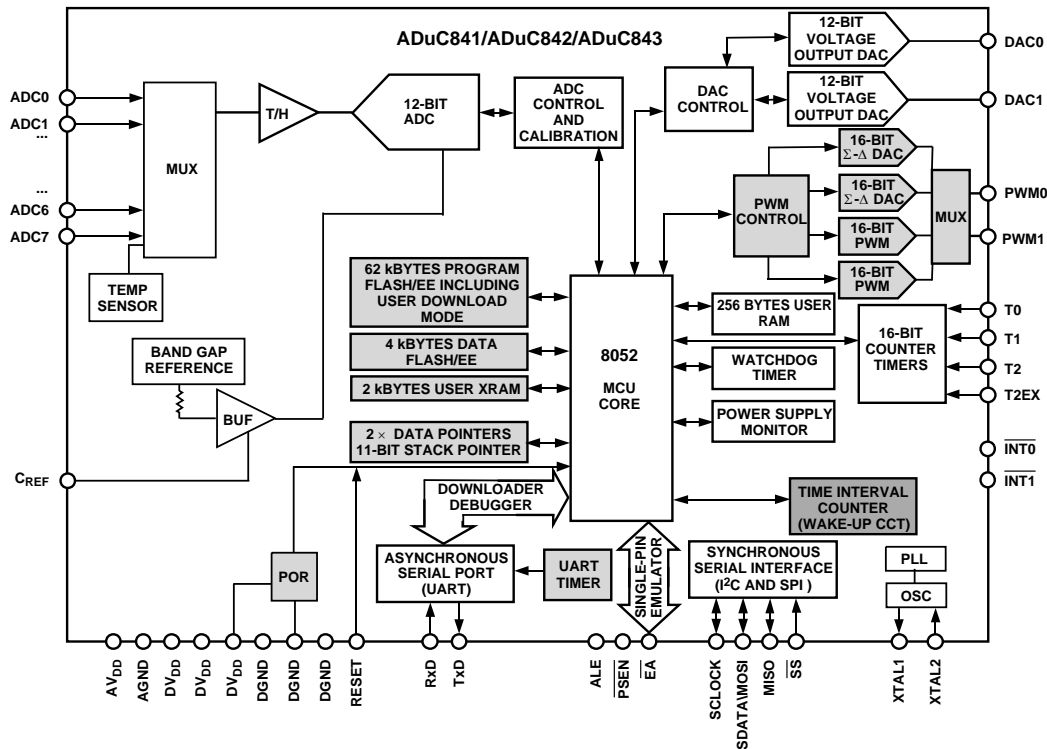 ADuC841/ADuC842/ADuC843
ADC0
ADC1
...
...
ADC6
ADC7
MUX
T/H
12-BIT
ADC
ADC
CONTROL
AND
CALIBRATION
DAC
CONTROL
12-BIT
VOLTAGE
OUTPUT DAC
DAC0
12-BIT
VOLTAGE
OUTPUT DAC
DAC1
PWM
CONTROL
16-BIT
Σ-Δ DAC
16-BIT
Σ-Δ DAC
16-BIT
PWM
16-BIT
PWM
MUX
PWM0
PWM1
TEMP
SENSOR
BAND GAP
REFERENCE
BUF
CREF
62 kBYTES PROGRAM
FLASH/EE INCLUDING
USER DOWNLOAD
MODE
4 kBYTES DATA
FLASH/EE
2 kBYTES USER XRAM
2 × DATA POINTERS
11-BIT STACK POINTER
8052
MCU
CORE
256 BYTES USER
RAM
WATCHDOG
TIMER
POWER SUPPLY
MONITOR
16-BIT
COUNTER
TIMERS
T0
T1
T2
T2EX
INT0
INT1
TIME INTERVAL
COUNTER
(WAKE-UP CCT)
DOWNLOADER
DEBUGGER
POR
ASYNCHRONOUS
SERIAL PORT
(UART)
UART
TIMER
SINGLE-PIN
EMULATOR
SYNCHRONOUS
SERIAL INTERFACE
(I2C AND SPI )
PLL
OSC
AVDD
AGND
DVDD
DVDD
DVDD
DGND
DGND
DGND
RESET
RxD
TxD
ALE
PSEN
EA
SCLOCK
SDATA\MOSI
MISO
SS
XTAL1
XTAL2